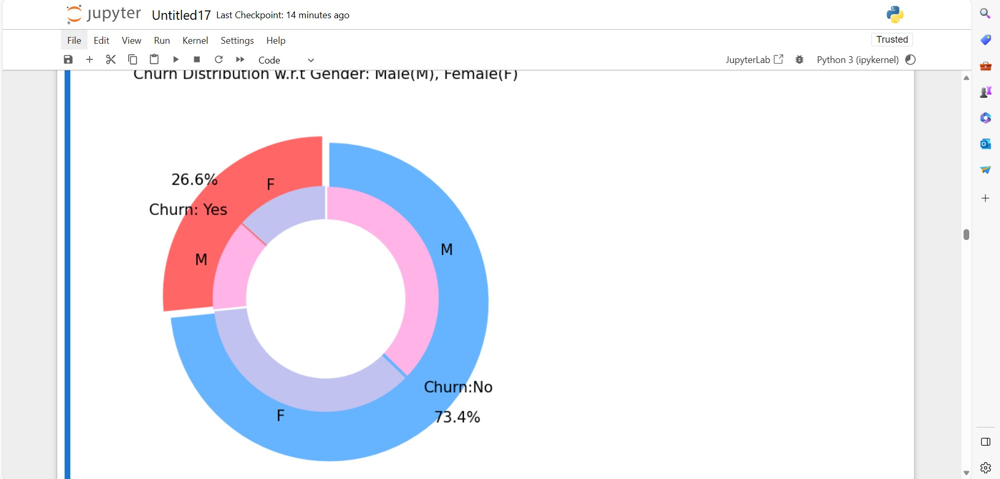 jupyter Untitled17 Last Checkpoint: 14 minutes ago
File Edit View Run Kernel Settings Help Trusted
Code JupyterLab Python 3 (ipykernel)
Churn Distribution w.r.t Gender: Male(M), Female(F)
26.6%
F
Churn: Yes
M
M
Churn:No
F
73.4%